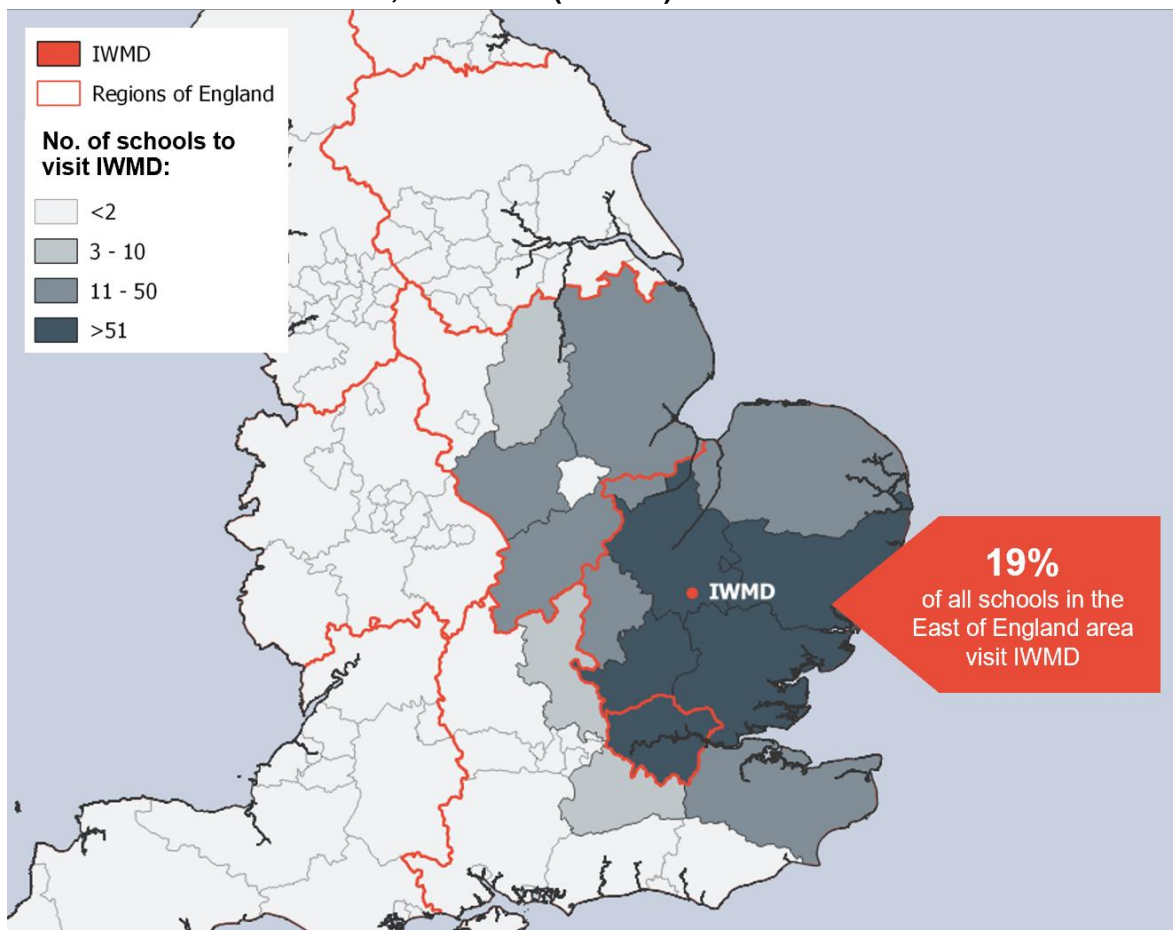 IWMD
Regions of England
No. of schools to
visit IWMD:
<2
3 - 10
11 - 50
>51
IWMD
19%
of all schools in the
East of England area
visit IWMD